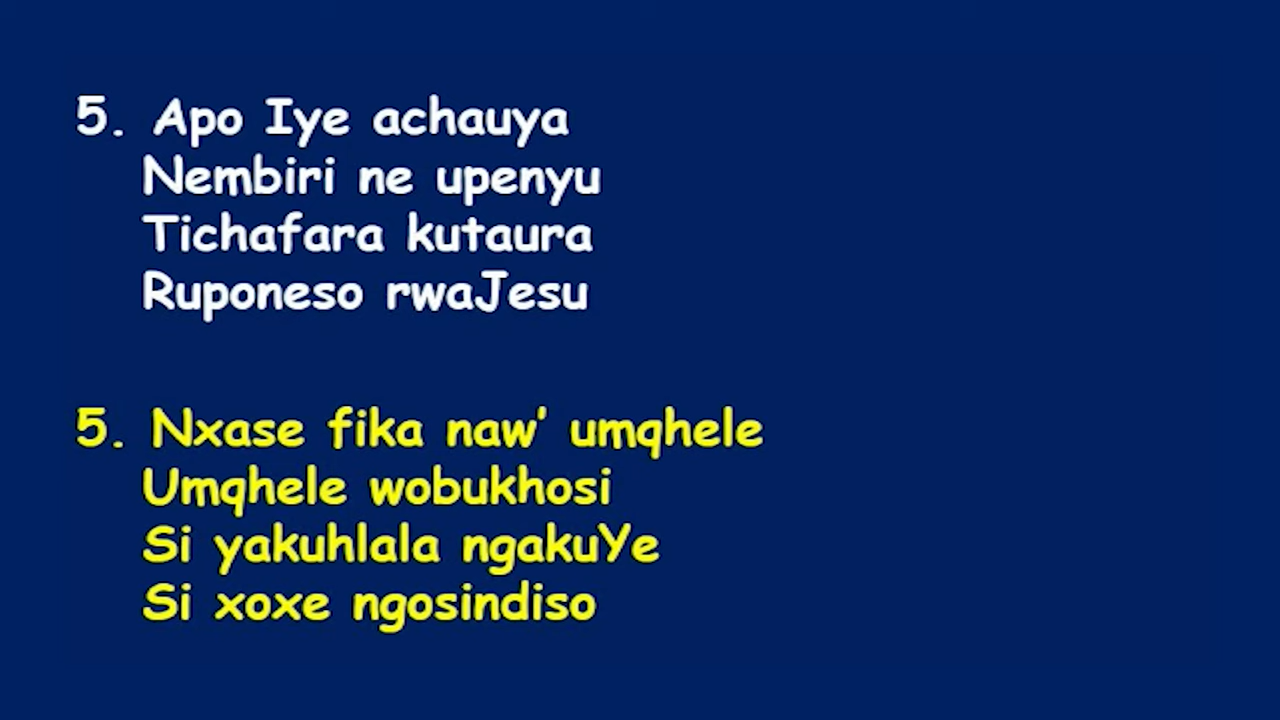 5. Apo Iye achauya
Nembiri ne upenyu
Tichafara kutaura
Ruponeso rwaJesu
5. Nxase fika naw' umqhele
Umqhele wobukhosi
Si yakuhlala ngakuYe
Si xoxe ngosindiso